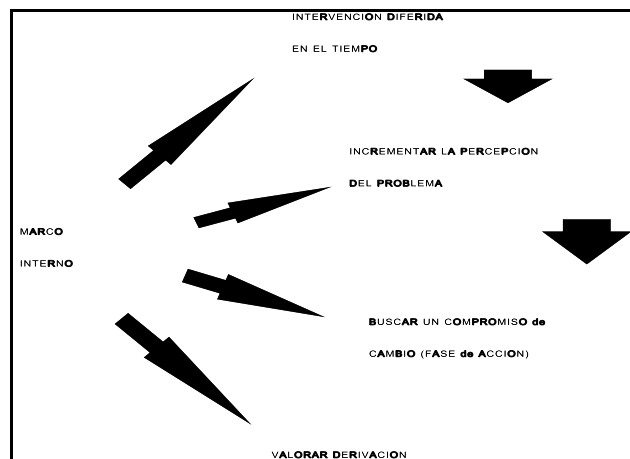 INTERVENCION DIFERIDA
EN EL TIEMPO
INCREMENTAR LA PERCEPCION
DEL PROBLEMA
MARCO
INTERNO
BUSCAR UN COMPROMISO de
CAMBIO (FASE de ACCION)
VALORAR DERIVACION